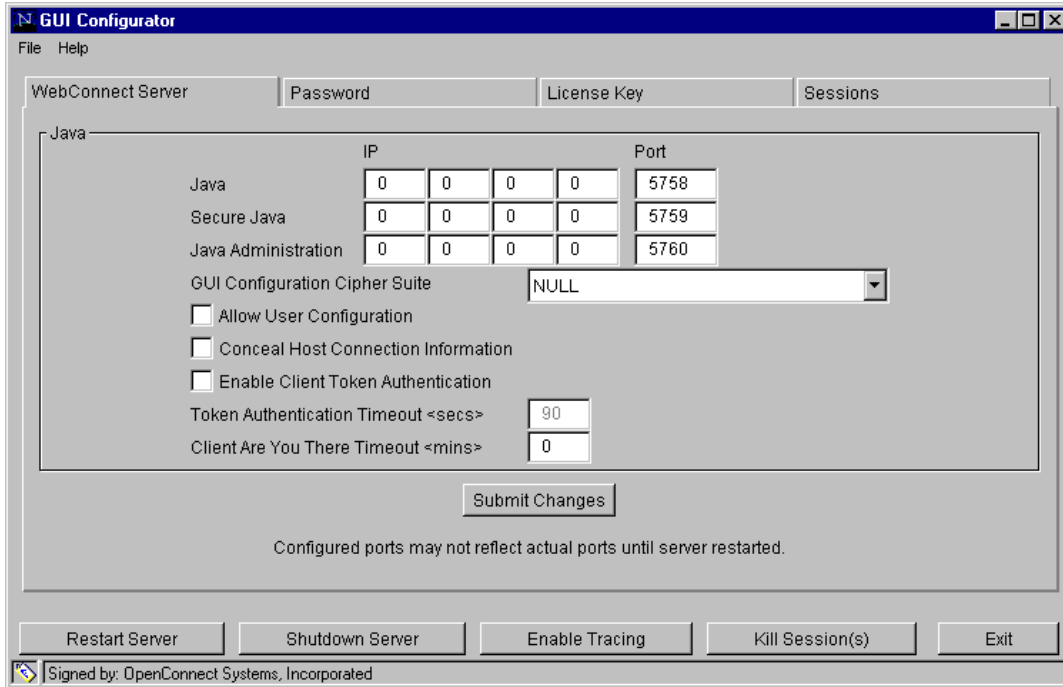 GUI Configurator
File Help
WebConnect Server Password License Key Sessions
Java
IP Port
Java 0 0 0 0 5758
Secure Java 0 0 0 0 5759
Java Administration 0 0 0 0 5760
GUI Configuration Cipher Suite NULL
Allow User Configuration
Conceal Host Connection Information
Enable Client Token Authentication
Token Authentication Timeout <secs> 90
Client Are You There Timeout <mins> 0
Submit Changes
Configured ports may not reflect actual ports until server restarted.
Restart Server Shutdown Server Enable Tracing Kill Session(s) Exit
Signed by: OpenConnect Systems, Incorporated